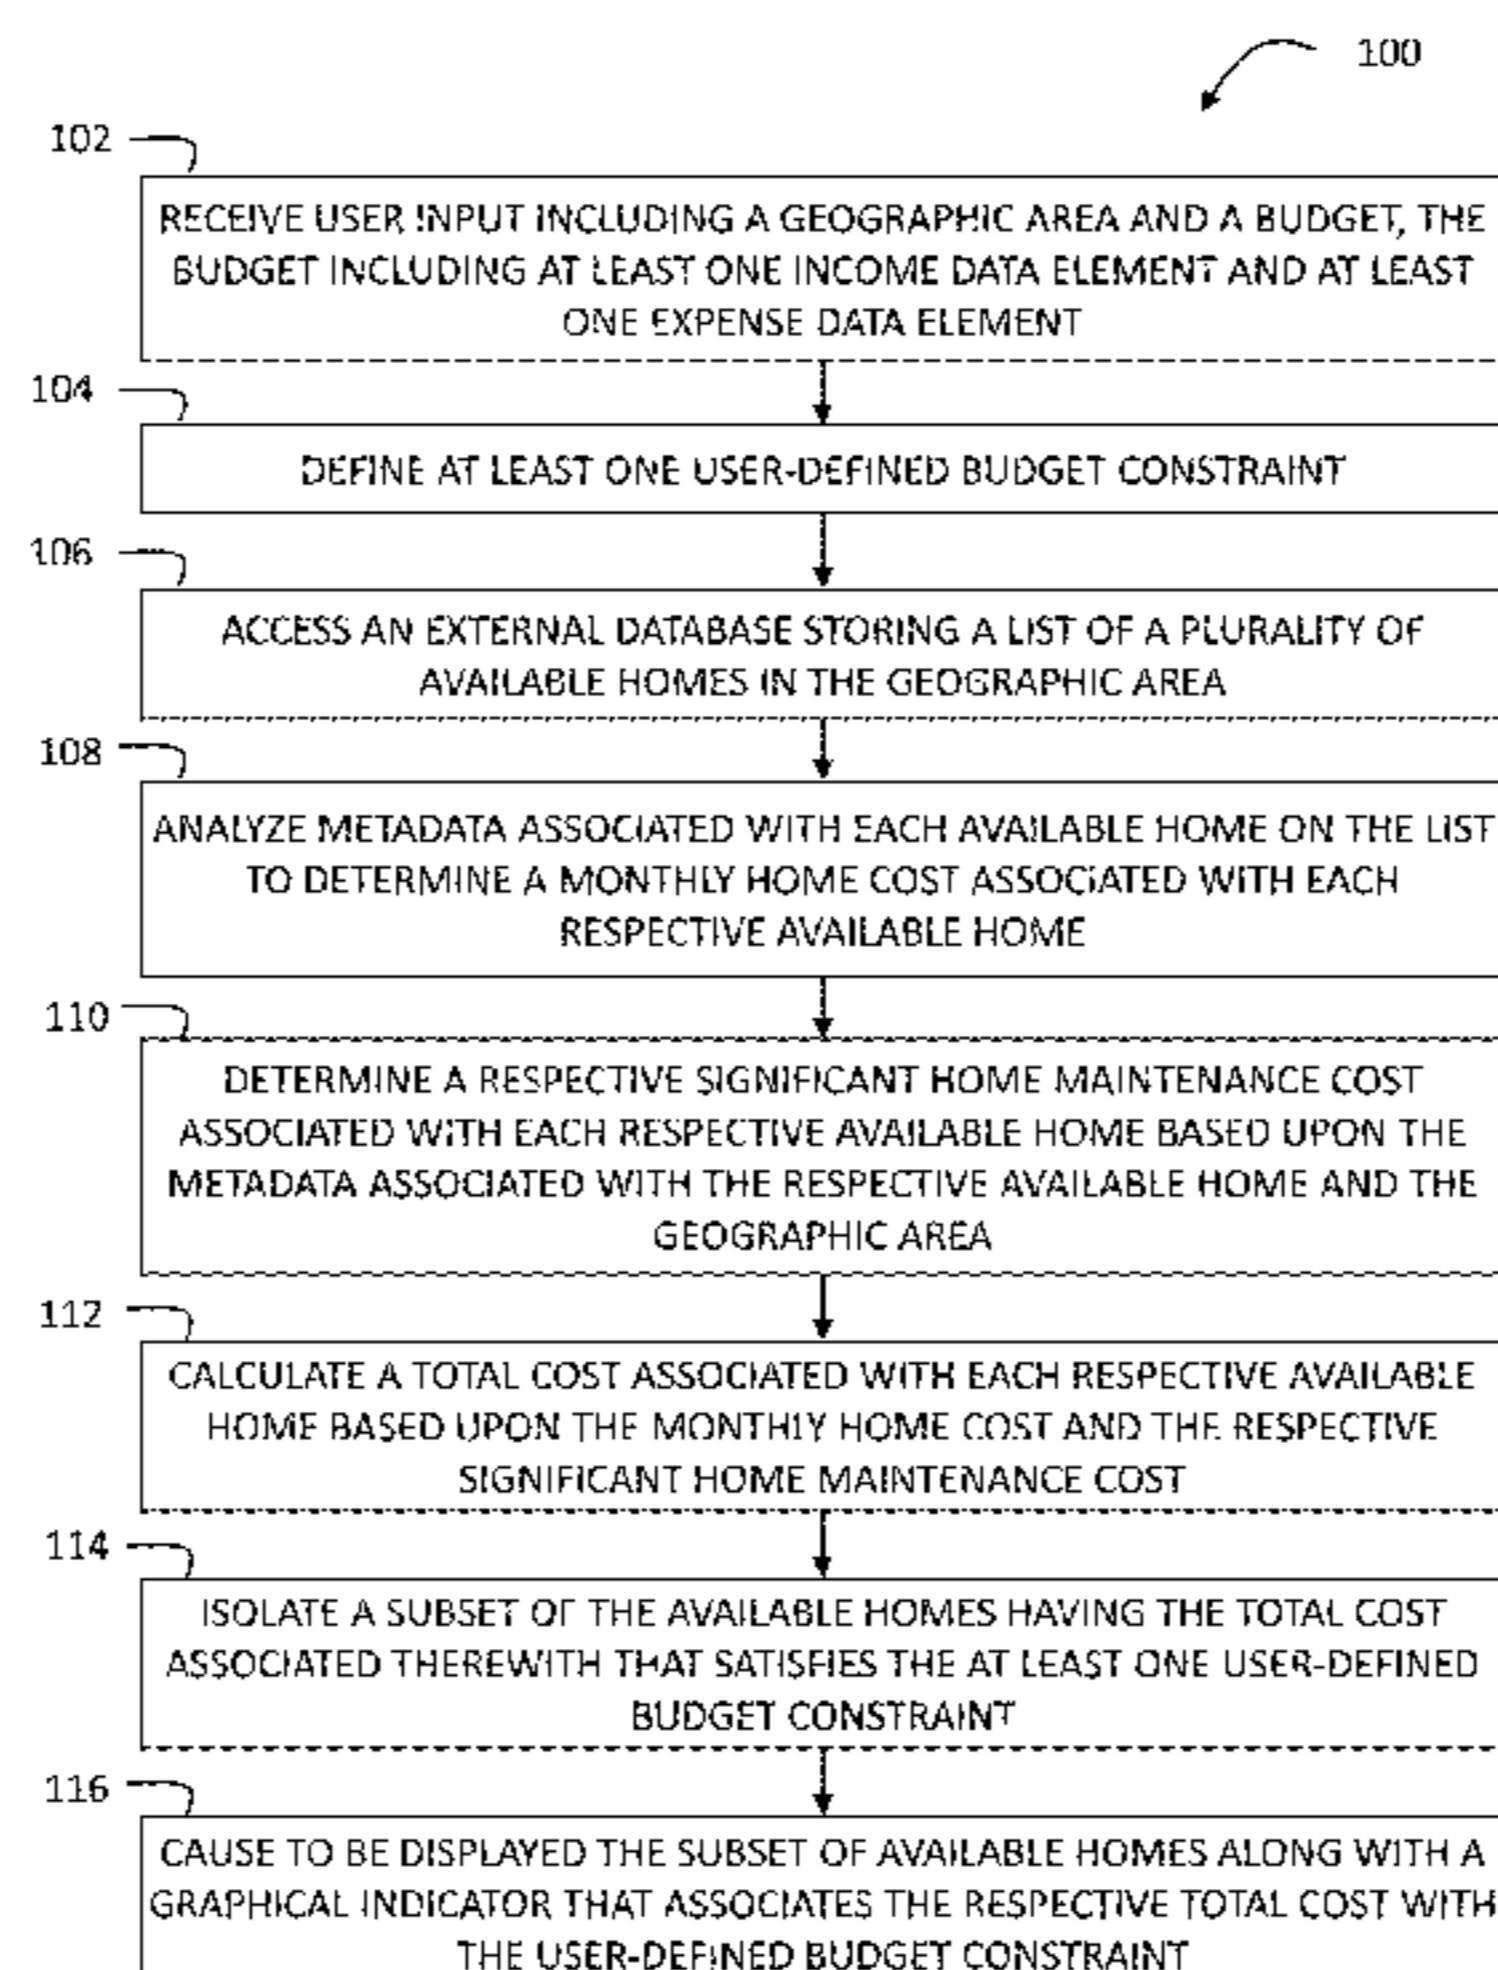 100
102
RECEIVE USER INPUT INCLUDING A GEOGRAPHIC AREA AND A BUDGET, THE
BUDGET INCLUDING AT LEAST ONE INCOME DATA ELEMENT AND AT LEAST
ONE EXPENSE DATA ELEMENT
104
DEFINE AT LEAST ONE USER-DEFINED BUDGET CONSTRAINT
106
ACCESS AN EXTERNAL DATABASE STORING A LIST OF A PLURALITY OF
AVAILABLE HOMES IN THE GEOGRAPHIC AREA
108
ANALYZE METADATA ASSOCIATED WITH EACH AVAILABLE HOME ON THE LIST
TO DETERMINE A MONTHLY HOME COST ASSOCIATED WITH EACH
RESPECTIVE AVAILABLE HOME
110
DETERMINE A RESPECTIVE SIGNIFICANT HOME MAINTENANCE COST
ASSOCIATED WITH EACH RESPECTIVE AVAILABLE HOME BASED UPON THE
METADATA ASSOCIATED WITH THE RESPECTIVE AVAILABLE HOME AND THE
GEOGRAPHIC AREA
112
CALCULATE A TOTAL COST ASSOCIATED WITH EACH RESPECTIVE AVAILABLE
HOME BASED UPON THE MONTHLY HOME COST AND THE RESPECTIVE
SIGNIFICANT HOME MAINTENANCE COST
114
ISOLATE A SUBSET OF THE AVAILABLE HOMES HAVING THE TOTAL COST
ASSOCIATED THEREWITH THAT SATISFIES THE AT LEAST ONE USER-DEFINED
BUDGET CONSTRAINT
116
CAUSE TO BE DISPLAYED THE SUBSET OF AVAILABLE HOMES ALONG WITH A
GRAPHICAL INDICATOR THAT ASSOCIATES THE RESPECTIVE TOTAL COST WITH
THE USER-DEFINED BUDGET CONSTRAINT